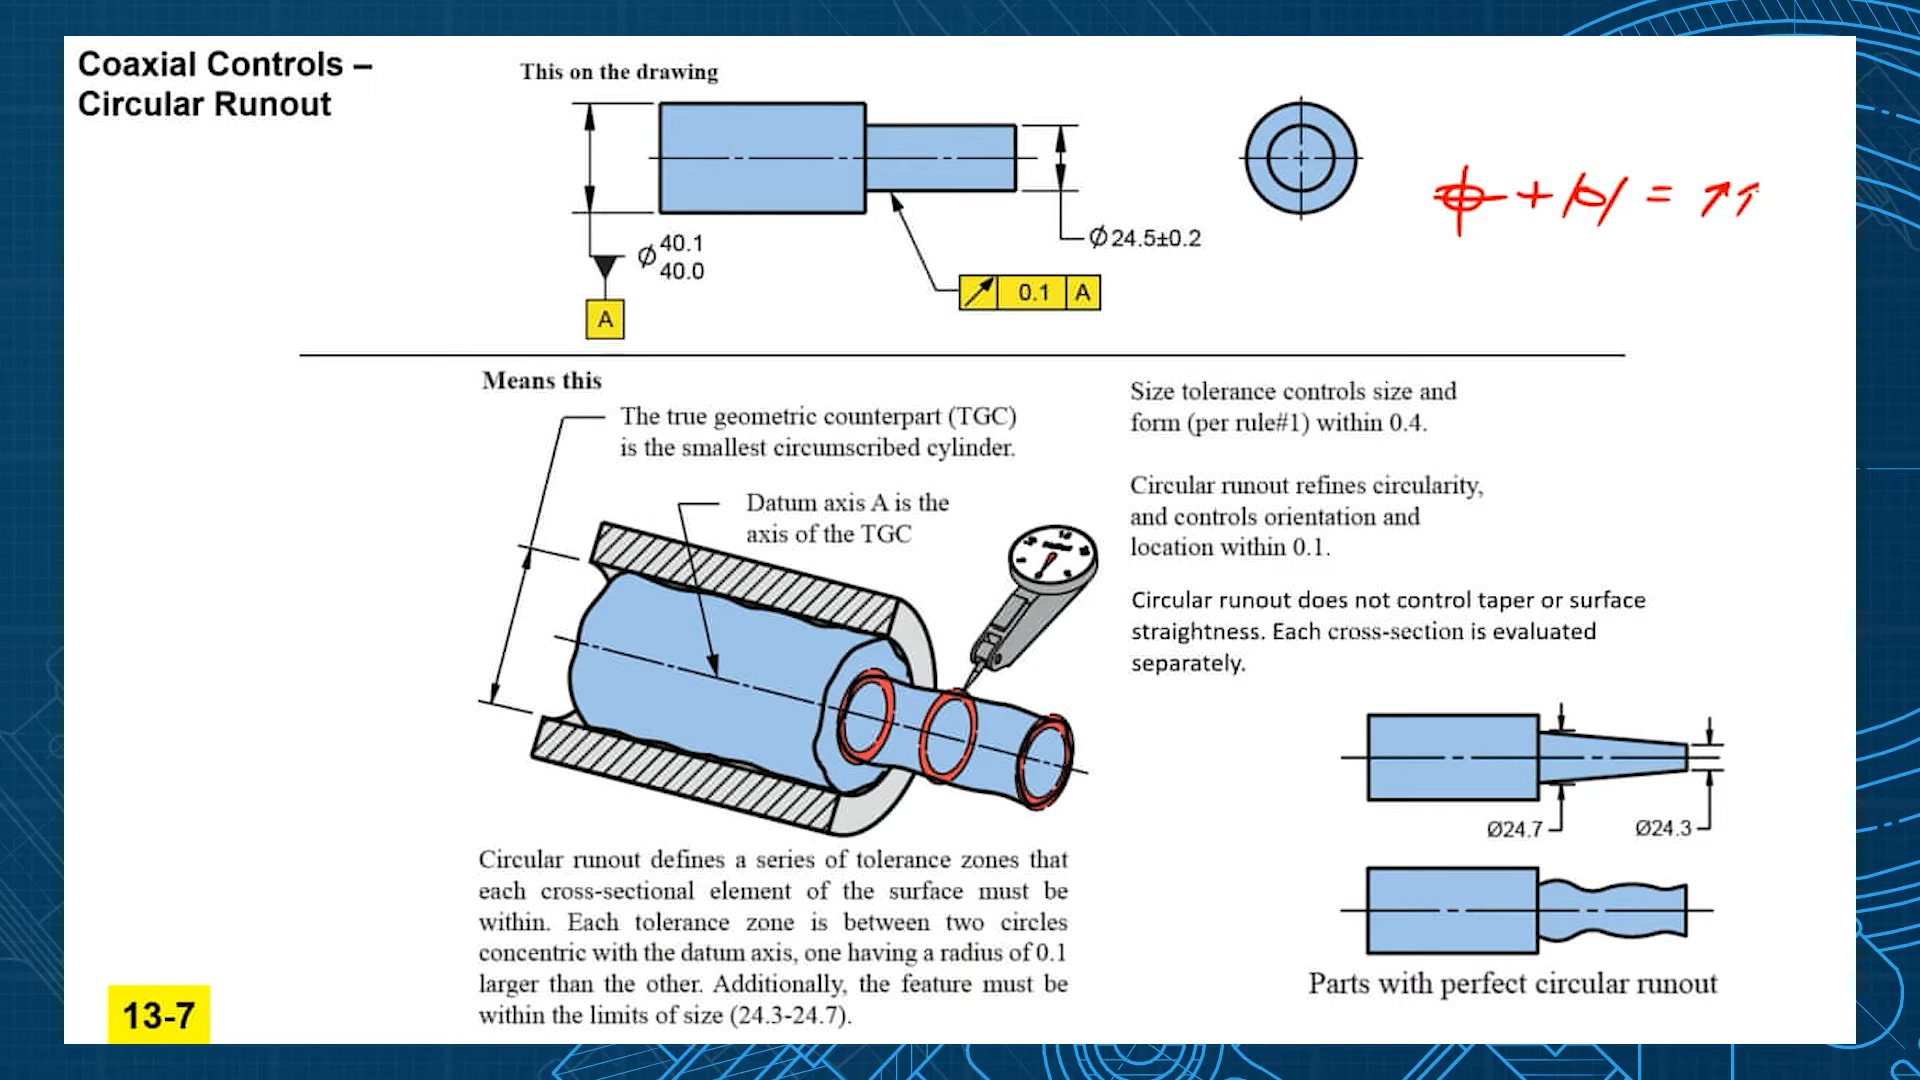 Coaxial Controls –
Circular Runout
This on the drawing
Ø 40.1
40.0
A
Ø 24.5±0.2
0.1 A
⌖ + ⌭ = ↗↗
Means this
The true geometric counterpart (TGC)
is the smallest circumscribed cylinder.
Datum axis A is the
axis of the TGC
Size tolerance controls size and
form (per rule#1) within 0.4.
Circular runout refines circularity,
and controls orientation and
location within 0.1.
Circular runout does not control taper or surface
straightness. Each cross-section is evaluated
separately.
Ø24.7
Ø24.3
Parts with perfect circular runout
Circular runout defines a series of tolerance zones that
each cross-sectional element of the surface must be
within. Each tolerance zone is between two circles
concentric with the datum axis, one having a radius of 0.1
larger than the other. Additionally, the feature must be
within the limits of size (24.3-24.7).
13-7